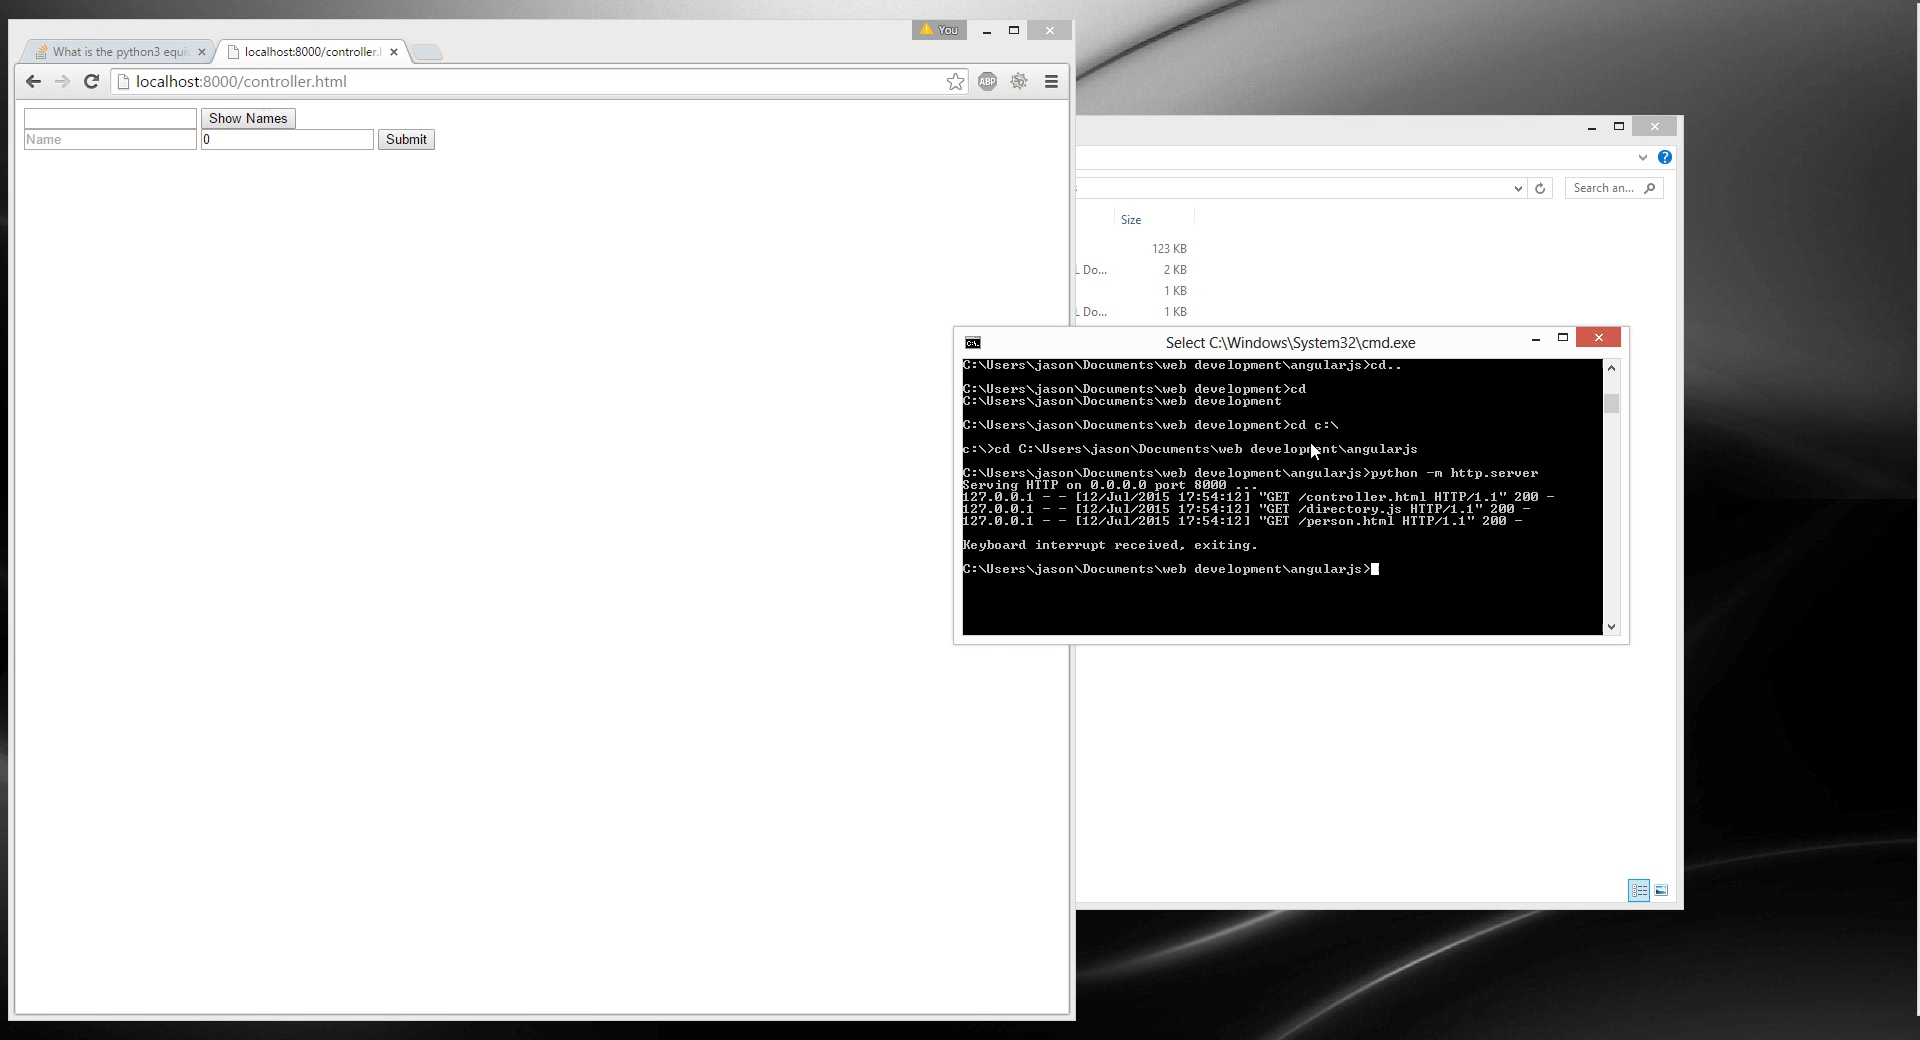 You
What is the python3 equiv
localhost:8000/controller.
localhost:8000/controller.html
ABP
Show Names
Name
0
Submit
Search an...
Size
123 KB
Do...
2 KB
1 KB
Do...
1 KB
Select C:\Windows\System32\cmd.exe
C:\Users\jason\Documents\web development\angularjs>cd..
C:\Users\jason\Documents\web development>cd
C:\Users\jason\Documents\web development
C:\Users\jason\Documents\web development>cd c:\
c:\>cd C:\Users\jason\Documents\web development\angularjs
C:\Users\jason\Documents\web development\angularjs>python -m http.server
Serving HTTP on 0.0.0.0 port 8000 ...
127.0.0.1 - - [12/Jul/2015 17:54:12] "GET /controller.html HTTP/1.1" 200 -
127.0.0.1 - - [12/Jul/2015 17:54:12] "GET /directory.js HTTP/1.1" 200 -
127.0.0.1 - - [12/Jul/2015 17:54:12] "GET /person.html HTTP/1.1" 200 -
Keyboard interrupt received, exiting.
C:\Users\jason\Documents\web development\angularjs>